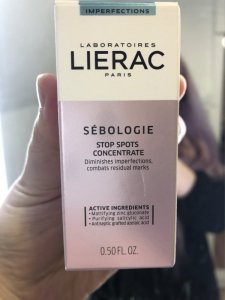 IMPERFECTIONS
LABORATOIRES
LIERAC
PARIS
SÉBOLOGIE
STOP SPOTS
CONCENTRATE
Diminishes imperfections,
combats residual marks
ACTIVE INGREDIENTS
• Mattifying zinc gluconate
• Purifying salicylic acid
• Antiseptic grafted azelaic acid
0.50 FL. OZ.